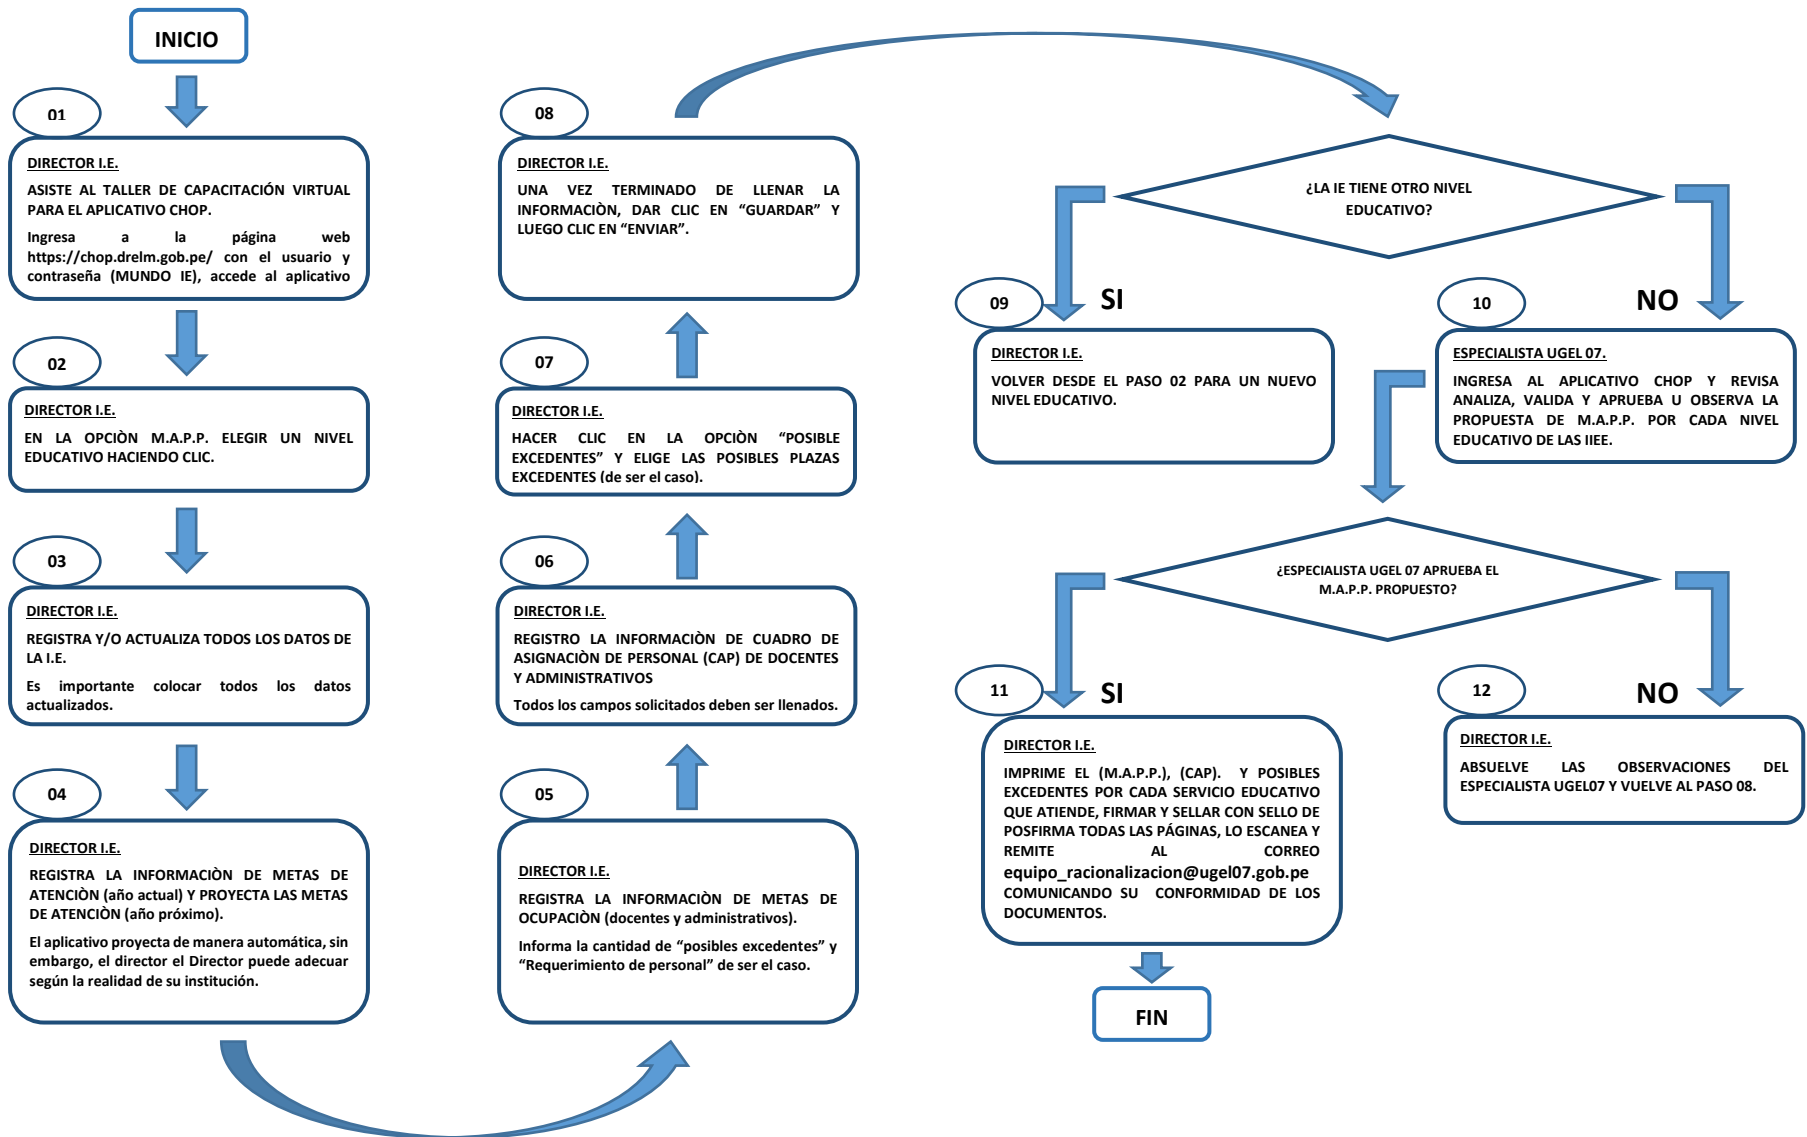 INICIO
01
DIRECTOR I.E.
ASISTE AL TALLER DE CAPACITACIÓN VIRTUAL
PARA EL APLICATIVO CHOP.
Ingresa a la página web
https://chop.drelm.gob.pe/ con el usuario y
contraseña (MUNDO IE), accede al aplicativo
02
DIRECTOR I.E.
EN LA OPCIÒN M.A.P.P. ELEGIR UN NIVEL
EDUCATIVO HACIENDO CLIC.
03
DIRECTOR I.E.
REGISTRA Y/O ACTUALIZA TODOS LOS DATOS DE
LA I.E.
Es importante colocar todos los datos
actualizados.
04
DIRECTOR I.E.
REGISTRA LA INFORMACIÒN DE METAS DE
ATENCIÒN (año actual) Y PROYECTA LAS METAS
DE ATENCIÒN (año próximo).
El aplicativo proyecta de manera automática, sin
embargo, el director el Director puede adecuar
según la realidad de su institución.
05
DIRECTOR I.E.
REGISTRA LA INFORMACIÒN DE METAS DE
OCUPACIÒN (docentes y administrativos).
Informa la cantidad de “posibles excedentes” y
“Requerimiento de personal” de ser el caso.
06
DIRECTOR I.E.
REGISTRO LA INFORMACIÒN DE CUADRO DE
ASIGNACIÒN DE PERSONAL (CAP) DE DOCENTES
Y ADMINISTRATIVOS
Todos los campos solicitados deben ser llenados.
07
DIRECTOR I.E.
HACER CLIC EN LA OPCIÒN “POSIBLE
EXCEDENTES” Y ELIGE LAS POSIBLES PLAZAS
EXCEDENTES (de ser el caso).
08
DIRECTOR I.E.
UNA VEZ TERMINADO DE LLENAR LA
INFORMACIÒN, DAR CLIC EN “GUARDAR” Y
LUEGO CLIC EN “ENVIAR”.
¿LA IE TIENE OTRO NIVEL
EDUCATIVO?
09
SI
DIRECTOR I.E.
VOLVER DESDE EL PASO 02 PARA UN NUEVO
NIVEL EDUCATIVO.
10
NO
ESPECIALISTA UGEL 07.
INGRESA AL APLICATIVO CHOP Y REVISA
ANALIZA, VALIDA Y APRUEBA U OBSERVA LA
PROPUESTA DE M.A.P.P. POR CADA NIVEL
EDUCATIVO DE LAS IIEE.
¿ESPECIALISTA UGEL 07 APRUEBA EL
M.A.P.P. PROPUESTO?
11
SI
DIRECTOR I.E.
IMPRIME EL (M.A.P.P.), (CAP). Y POSIBLES
EXCEDENTES POR CADA SERVICIO EDUCATIVO
QUE ATIENDE, FIRMAR Y SELLAR CON SELLO DE
POSFIRMA TODAS LAS PÁGINAS, LO ESCANEA Y
REMITE AL CORREO
equipo_racionalizacion@ugel07.gob.pe
COMUNICANDO SU CONFORMIDAD DE LOS
DOCUMENTOS.
12
NO
DIRECTOR I.E.
ABSUELVE LAS OBSERVACIONES DEL
ESPECIALISTA UGEL07 Y VUELVE AL PASO 08.
FIN